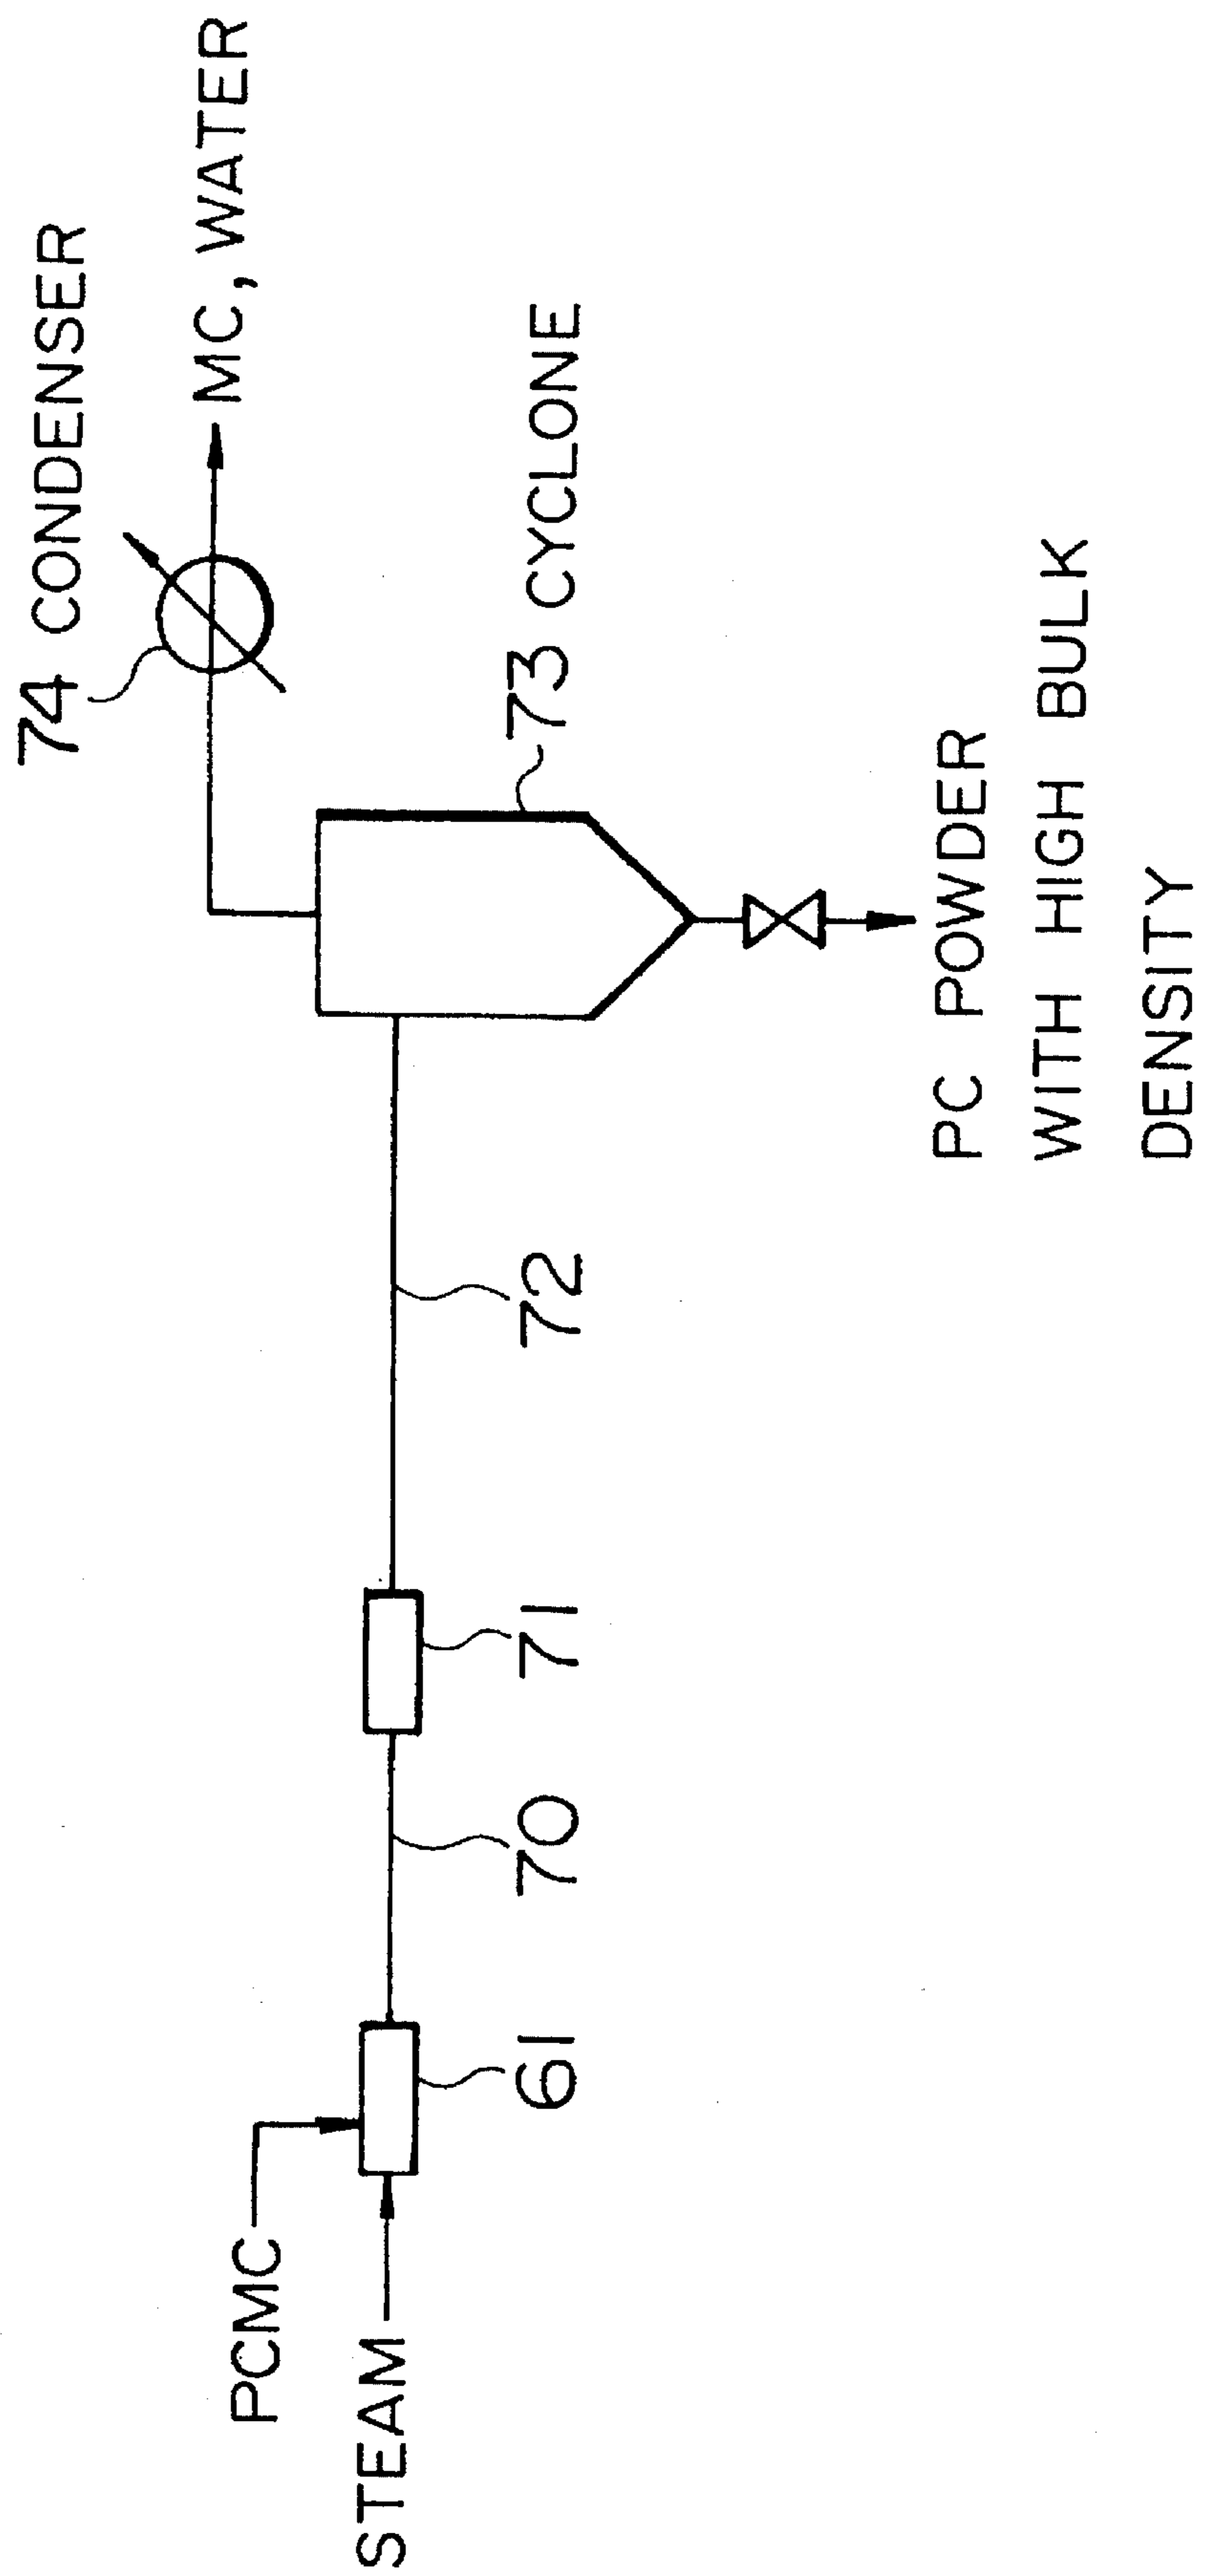 74 CONDENSER
MC, WATER
PCMC
STEAM
61
70
71
72
73 CYCLONE
PC POWDER
WITH HIGH BULK
DENSITY